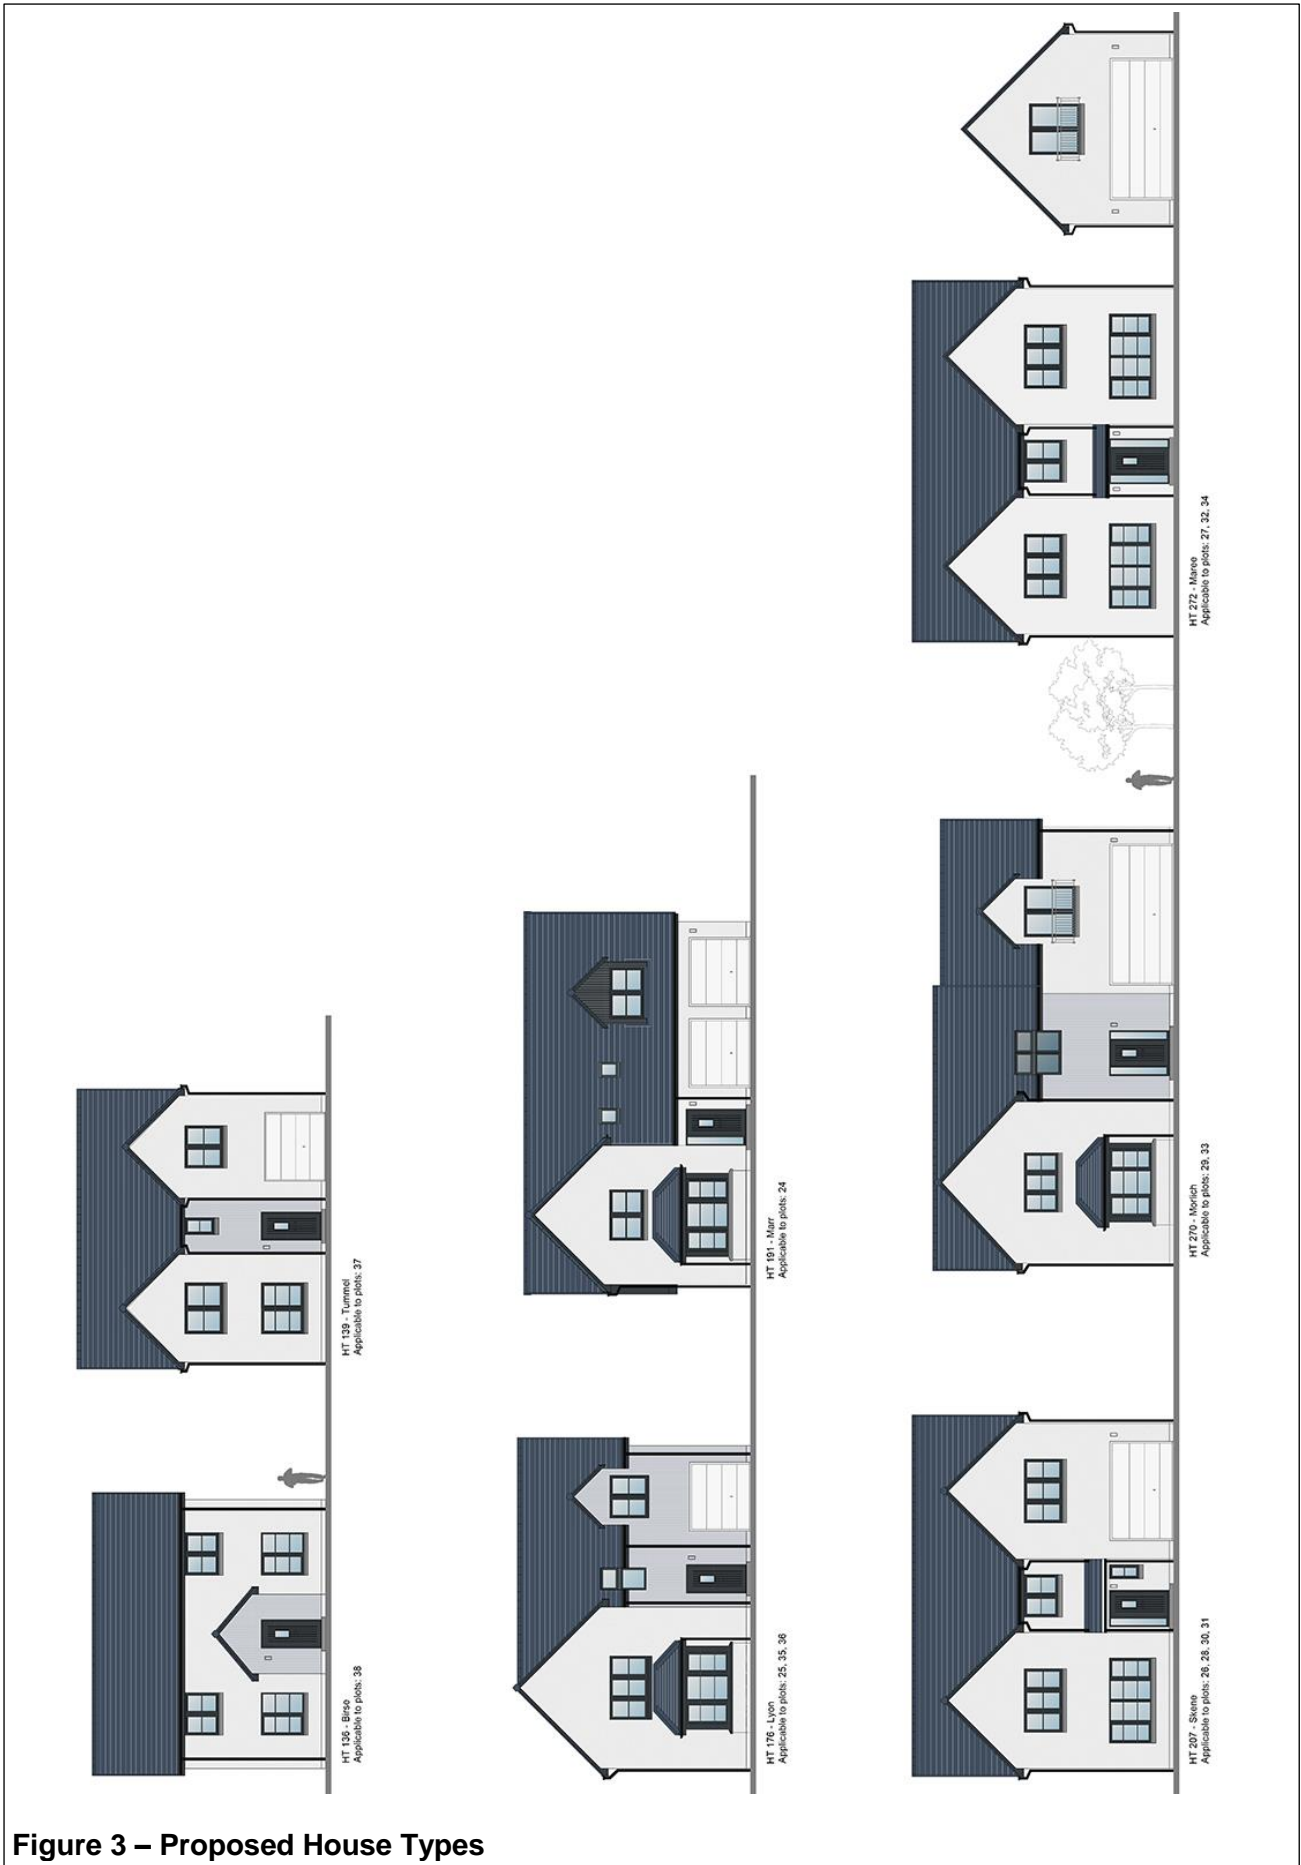 HT 136 - Birse
Applicable to plots: 38
HT 139 - Tummel
Applicable to plots: 37
HT 176 - Lyon
Applicable to plots: 25, 35, 36
HT 191 - Marr
Applicable to plots: 24
HT 207 - Skene
Applicable to plots: 26, 28, 30, 31
HT 270 - Morlich
Applicable to plots: 29, 33
HT 272 - Maree
Applicable to plots: 27, 32, 34
Figure 3 – Proposed House Types